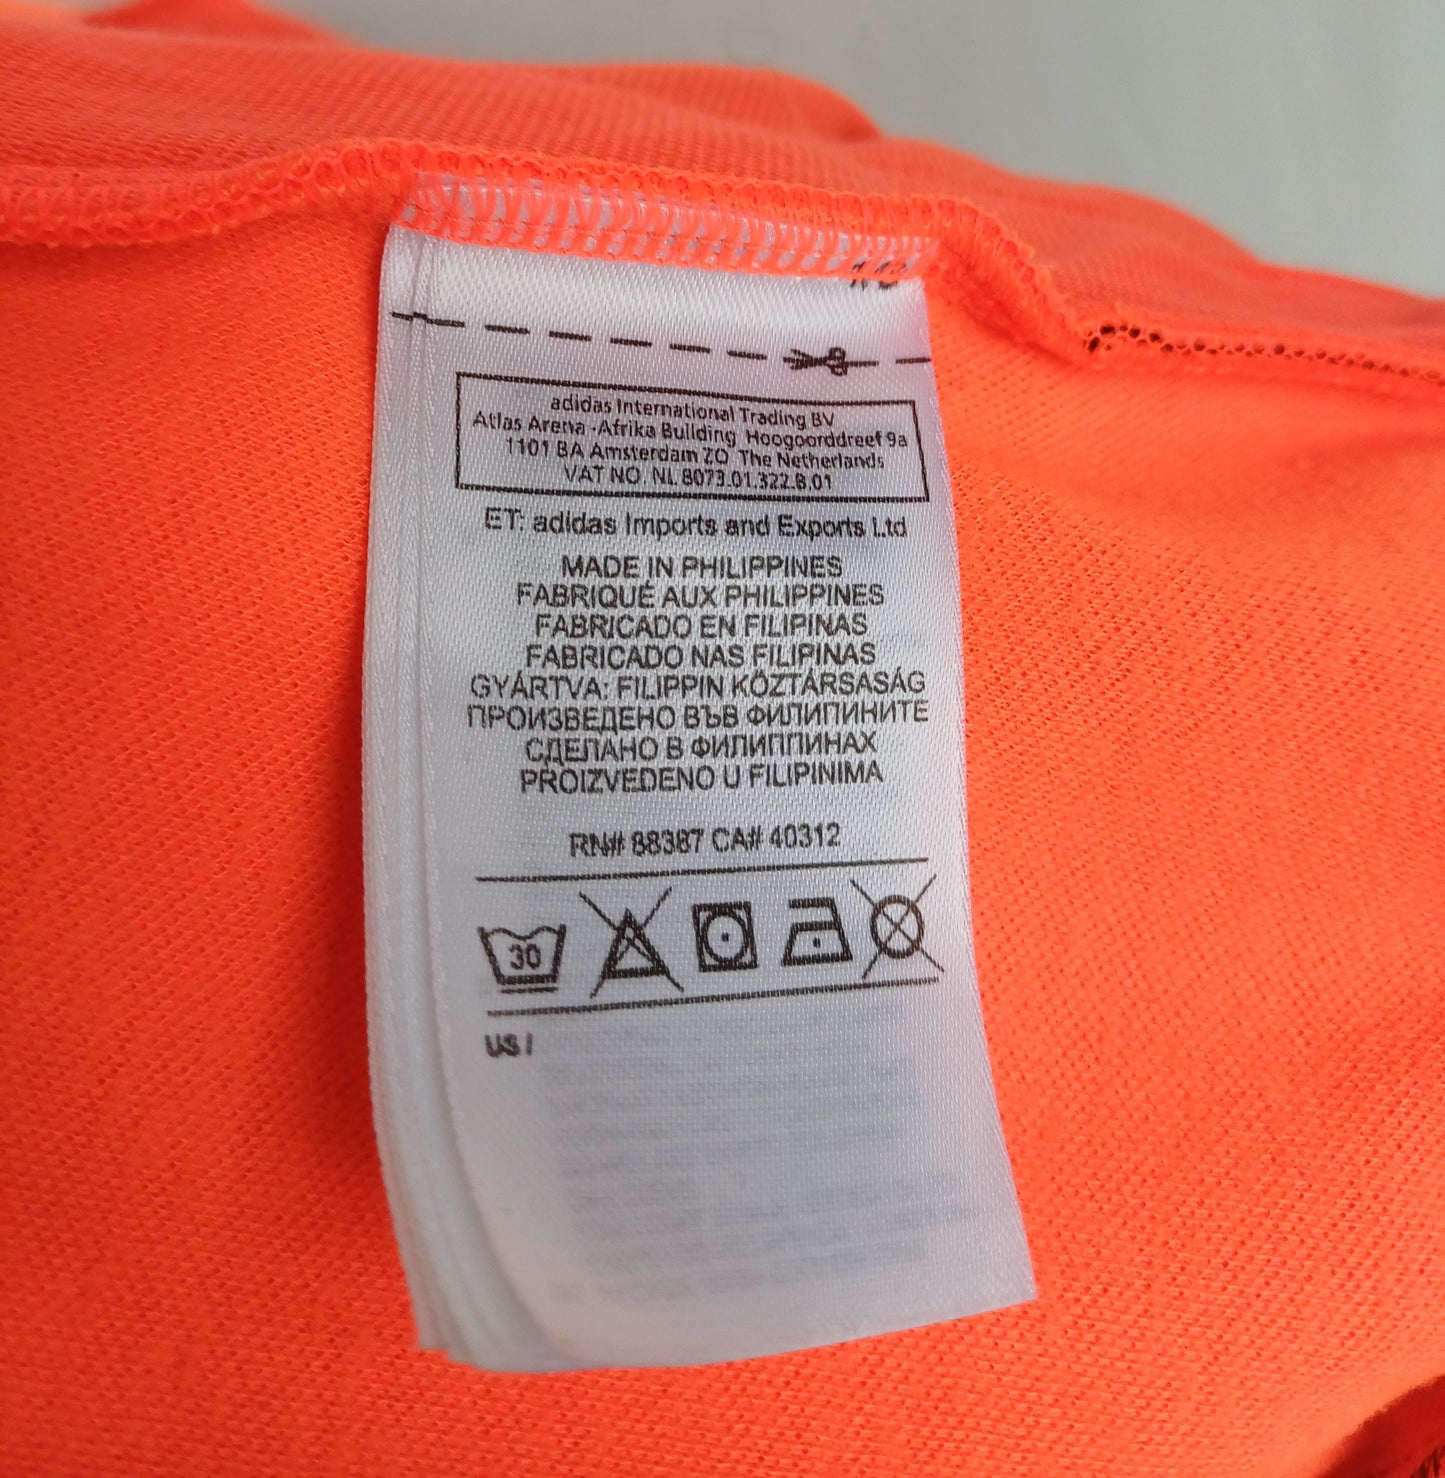 adidas International Trading BV
Atlas Arena -Afrika Building Hoogoorddreef 9a
1101 BA Amsterdam ZO The Netherlands
VAT NO. NL 8073.01.322.B.01
ET: adidas Imports and Exports Ltd
MADE IN PHILIPPINES
FABRIQUÉ AUX PHILIPPINES
FABRICADO EN FILIPINAS
FABRICADO NAS FILIPINAS
GYÁRTVA: FILIPPIN KÖZTÁRSASÁG
ПРОИЗВЕДЕНО ВЪВ ФИЛИПИНИТЕ
СДЕЛАНО В ФИЛИППИНАХ
PROIZVEDENO U FILIPINIMA
RN# 88387 CA# 40312
30
US /